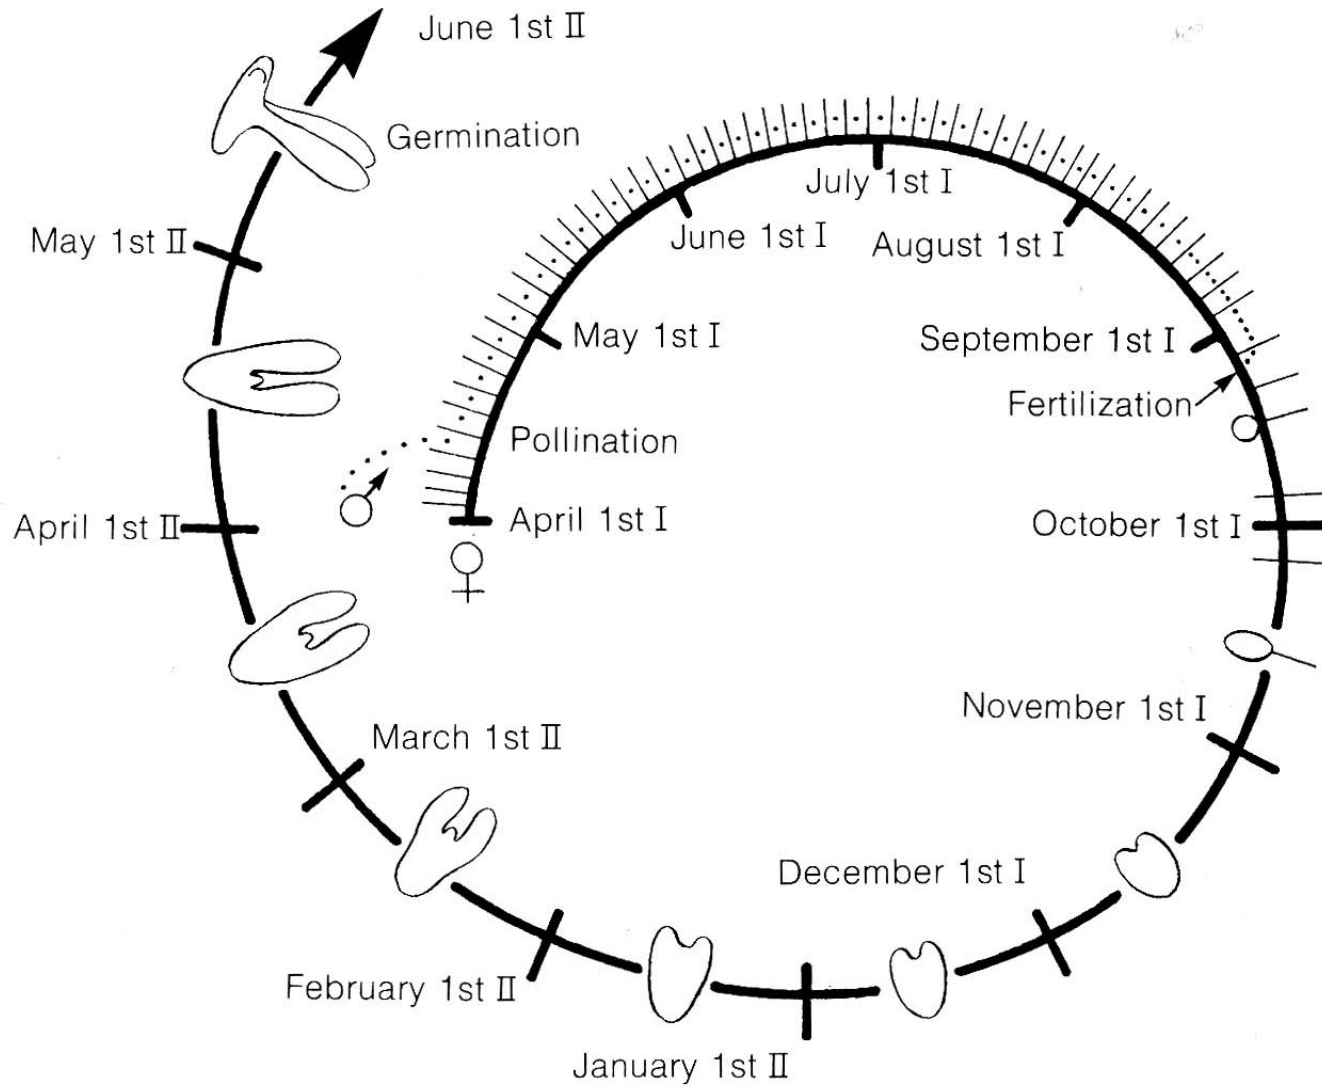 June 1st II
Germination
May 1st II
April 1st II
March 1st II
February 1st II
January 1st II
December 1st I
November 1st I
October 1st I
Fertilization
September 1st I
August 1st I
July 1st I
June 1st I
May 1st I
Pollination
April 1st I